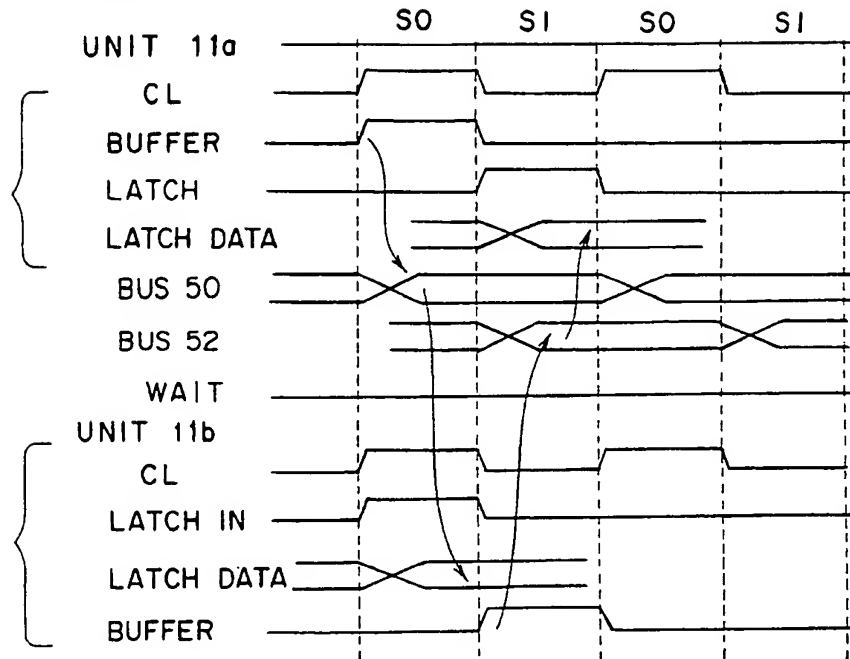 S0 S1 S0 S1
UNIT 11a
CL
BUFFER
LATCH
LATCH DATA
BUS 50
BUS 52
WAIT
UNIT 11b
CL
LATCH IN
LATCH DATA
BUFFER